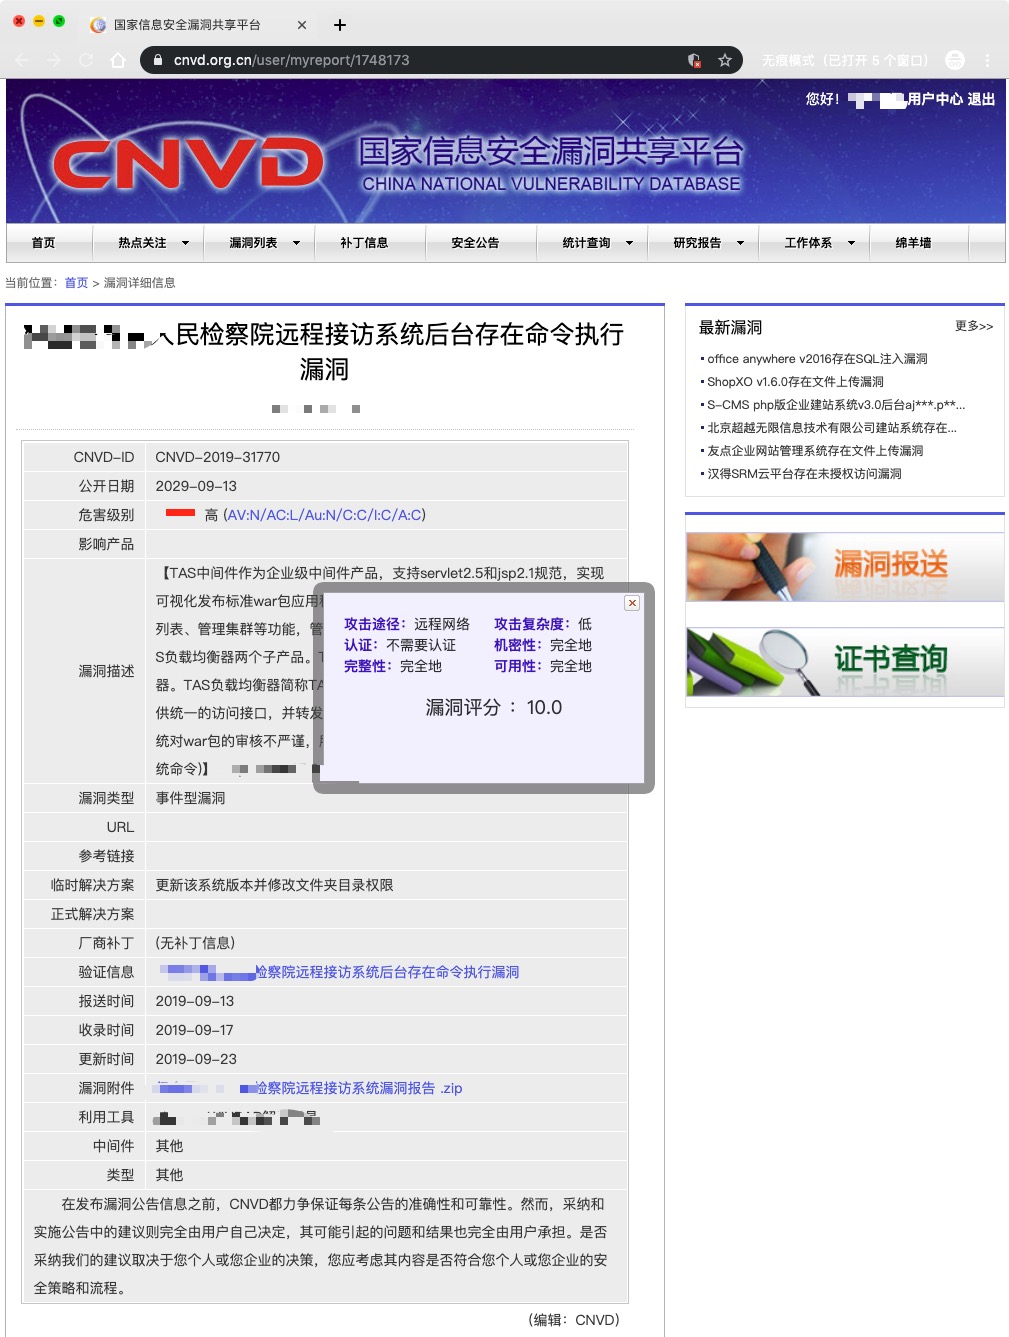 国家信息安全漏洞共享平台
cnvd.org.cn/user/myreport/1748173
无痕模式（已打开 5 个窗口）
您好！
用户中心 退出
CNVD
国家信息安全漏洞共享平台
CHINA NATIONAL VULNERABILITY DATABASE
首页 热点关注 漏洞列表 补丁信息 安全公告 统计查询 研究报告 工作体系 绵羊墙
当前位置：首页 > 漏洞详细信息
民检察院远程接访系统后台存在命令执行
漏洞
CNVD-ID CNVD-2019-31770
公开日期 2029-09-13
危害级别 高 (AV:N/AC:L/Au:N/C:C/I:C/A:C)
影响产品
漏洞描述
【TAS中间件作为企业级中间件产品，支持servlet2.5和jsp2.1规范，实现
可视化发布标准war包应用
列表、管理集群等功能，管
S负载均衡器两个子产品。
器。TAS负载均衡器简称TA
供统一的访问接口，并转发
统对war包的审核不严谨，
统命令)】
攻击途径：远程网络 攻击复杂度：低
认证：不需要认证 机密性：完全地
完整性：完全地 可用性：完全地
漏洞评分 ：10.0
漏洞类型 事件型漏洞
URL
参考链接
临时解决方案 更新该系统版本并修改文件夹目录权限
正式解决方案
厂商补丁 (无补丁信息)
验证信息 检察院远程接访系统后台存在命令执行漏洞
报送时间 2019-09-13
收录时间 2019-09-17
更新时间 2019-09-23
漏洞附件 检察院远程接访系统漏洞报告 .zip
利用工具
中间件 其他
类型 其他
在发布漏洞公告信息之前，CNVD都力争保证每条公告的准确性和可靠性。然而，采纳和
实施公告中的建议则完全由用户自己决定，其可能引起的问题和结果也完全由用户承担。是否
采纳我们的建议取决于您个人或您企业的决策，您应考虑其内容是否符合您个人或您企业的安
全策略和流程。
(编辑：CNVD)
最新漏洞 更多>>
office anywhere v2016存在SQL注入漏洞
ShopXO v1.6.0存在文件上传漏洞
S-CMS php版企业建站系统v3.0后台aj***.p**...
北京超越无限信息技术有限公司建站系统存在...
友点企业网站管理系统存在文件上传漏洞
汉得SRM云平台存在未授权访问漏洞
漏洞报送
证书查询